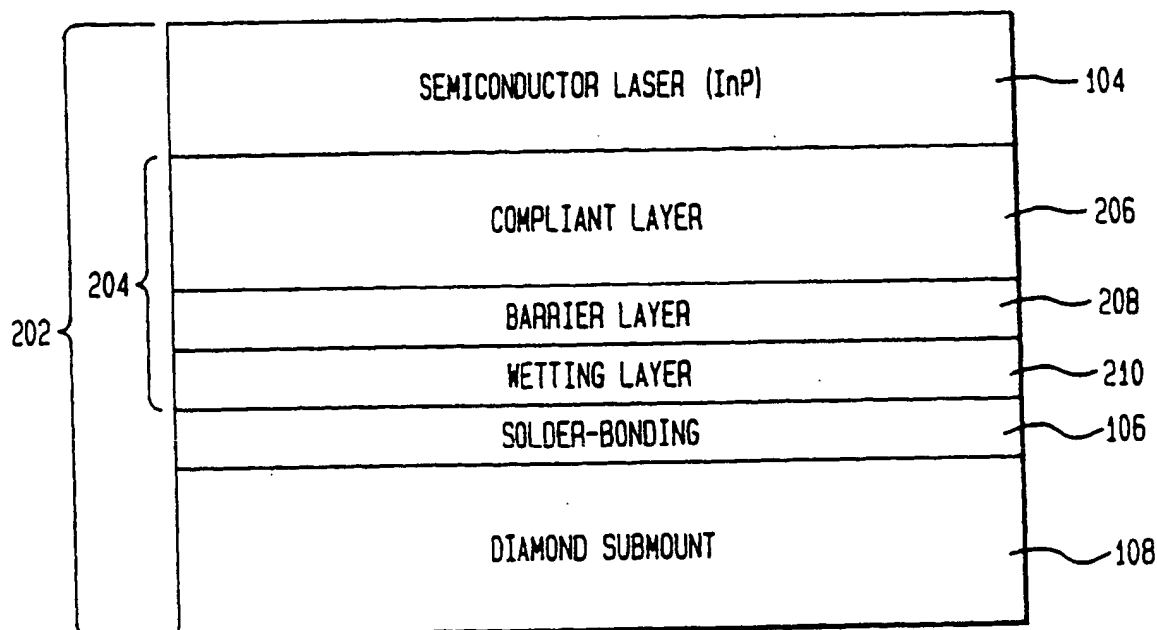 SEMICONDUCTOR LASER (InP)
104
COMPLIANT LAYER
206
204
BARRIER LAYER
208
202
WETTING LAYER
210
SOLDER-BONDING
106
DIAMOND SUBMOUNT
108